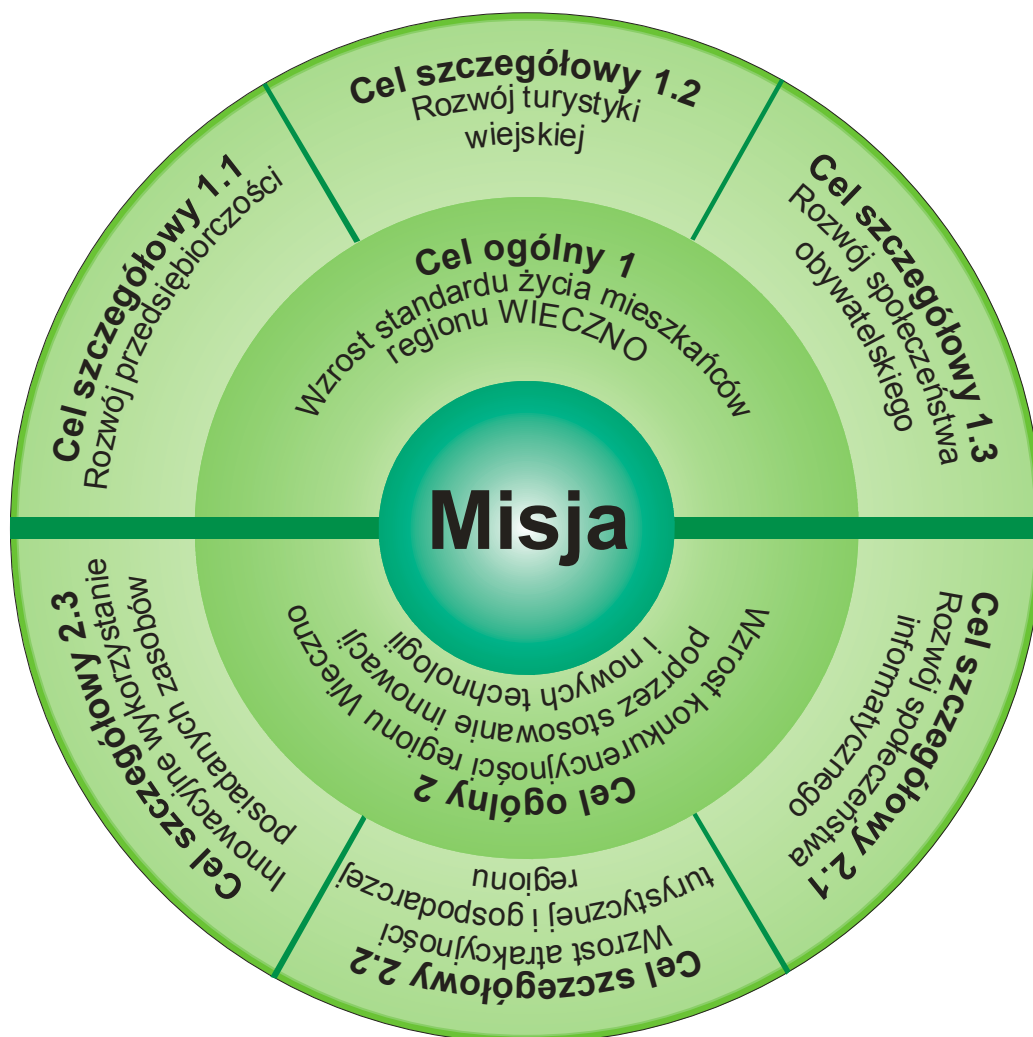 Cel szczegółowy 1.1
Rozwój przedsiębiorczości
Cel szczegółowy 1.2
Rozwój turystyki
wiejskiej
Cel szczegółowy 1.3
Rozwój społeczeństwa
obywatelskiego
Cel ogólny 1
Wzrost standardu życia mieszkańców
regionu WIECZNO
Misja
Cel ogólny 2
Wzrost konkurencyjności regionu Wieczno
poprzez stosowanie innowacji
i nowych technologii
Cel szczegółowy 2.1
Rozwój społeczeństwa
informatycznego
Cel szczegółowy 2.2
Wzrost atrakcyjności
turystycznej i gospodarczej
regionu
Cel szczegółowy 2.3
Innowacyjne wykorzystanie
posiadanych zasobów